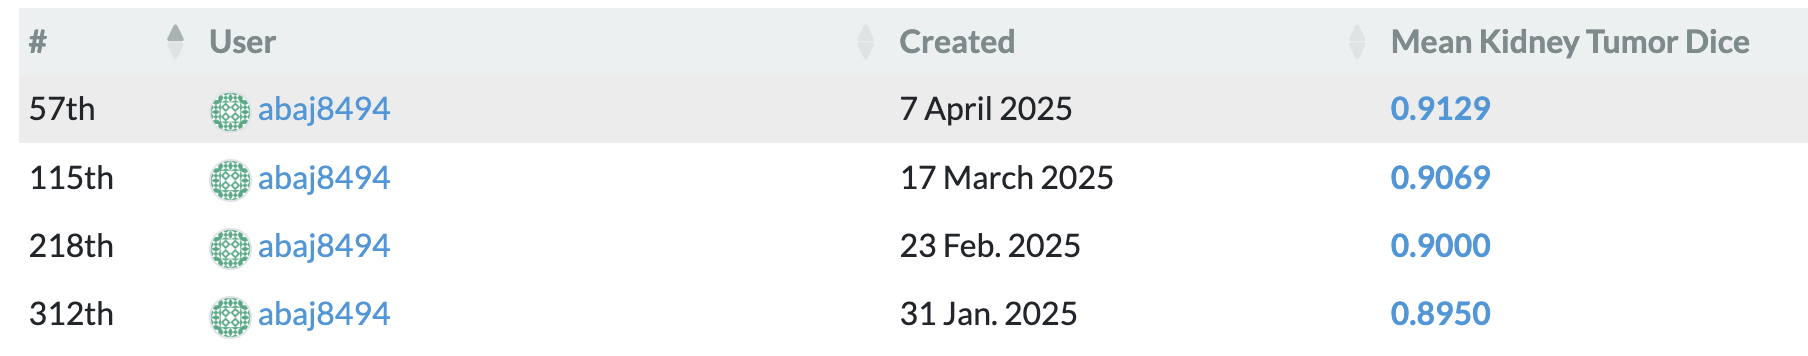 # User Created Mean Kidney Tumor Dice
57th abaj8494 7 April 2025 0.9129
115th abaj8494 17 March 2025 0.9069
218th abaj8494 23 Feb. 2025 0.9000
312th abaj8494 31 Jan. 2025 0.8950